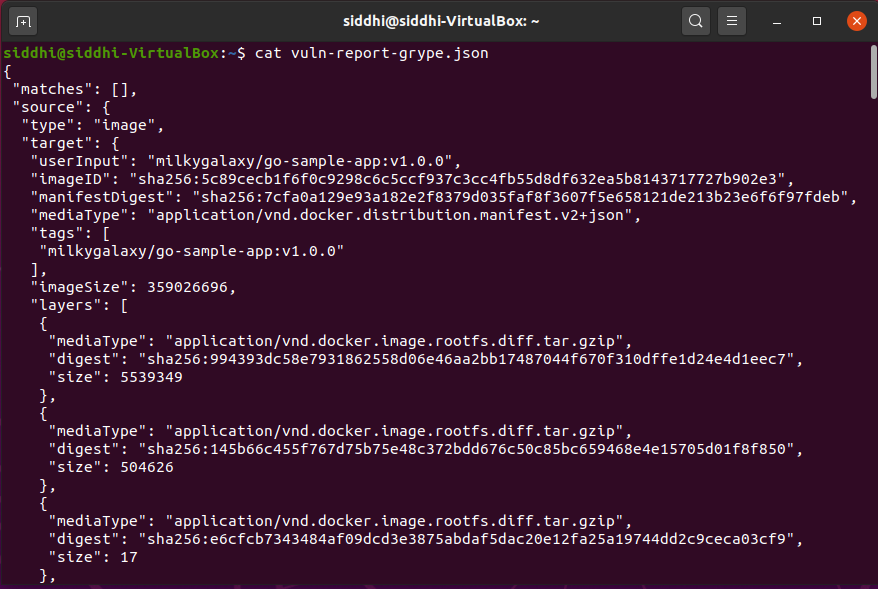 siddhi@siddhi-VirtualBox: ~
siddhi@siddhi-VirtualBox:~$ cat vuln-report-grype.json
{
 "matches": [],
 "source": {
  "type": "image",
  "target": {
   "userInput": "milkygalaxy/go-sample-app:v1.0.0",
   "imageID": "sha256:5c89cecb1f6f0c9298c6c5ccf937c3cc4fb55d8df632ea5b8143717727b902e3",
   "manifestDigest": "sha256:7cfa0a129e93a182e2f8379d035faf8f3607f5e658121de213b23e6f6f97fdeb",
   "mediaType": "application/vnd.docker.distribution.manifest.v2+json",
   "tags": [
    "milkygalaxy/go-sample-app:v1.0.0"
   ],
   "imageSize": 359026696,
   "layers": [
    {
     "mediaType": "application/vnd.docker.image.rootfs.diff.tar.gzip",
     "digest": "sha256:994393dc58e7931862558d06e46aa2bb17487044f670f310dffe1d24e4d1eec7",
     "size": 5539349
    },
    {
     "mediaType": "application/vnd.docker.image.rootfs.diff.tar.gzip",
     "digest": "sha256:145b66c455f767d75b75e48c372bdd676c50c85bc659468e4e15705d01f8f850",
     "size": 504626
    },
    {
     "mediaType": "application/vnd.docker.image.rootfs.diff.tar.gzip",
     "digest": "sha256:e6cfcb7343484af09dcd3e3875abdaf5dac20e12fa25a19744dd2c9ceca03cf9",
     "size": 17
    },